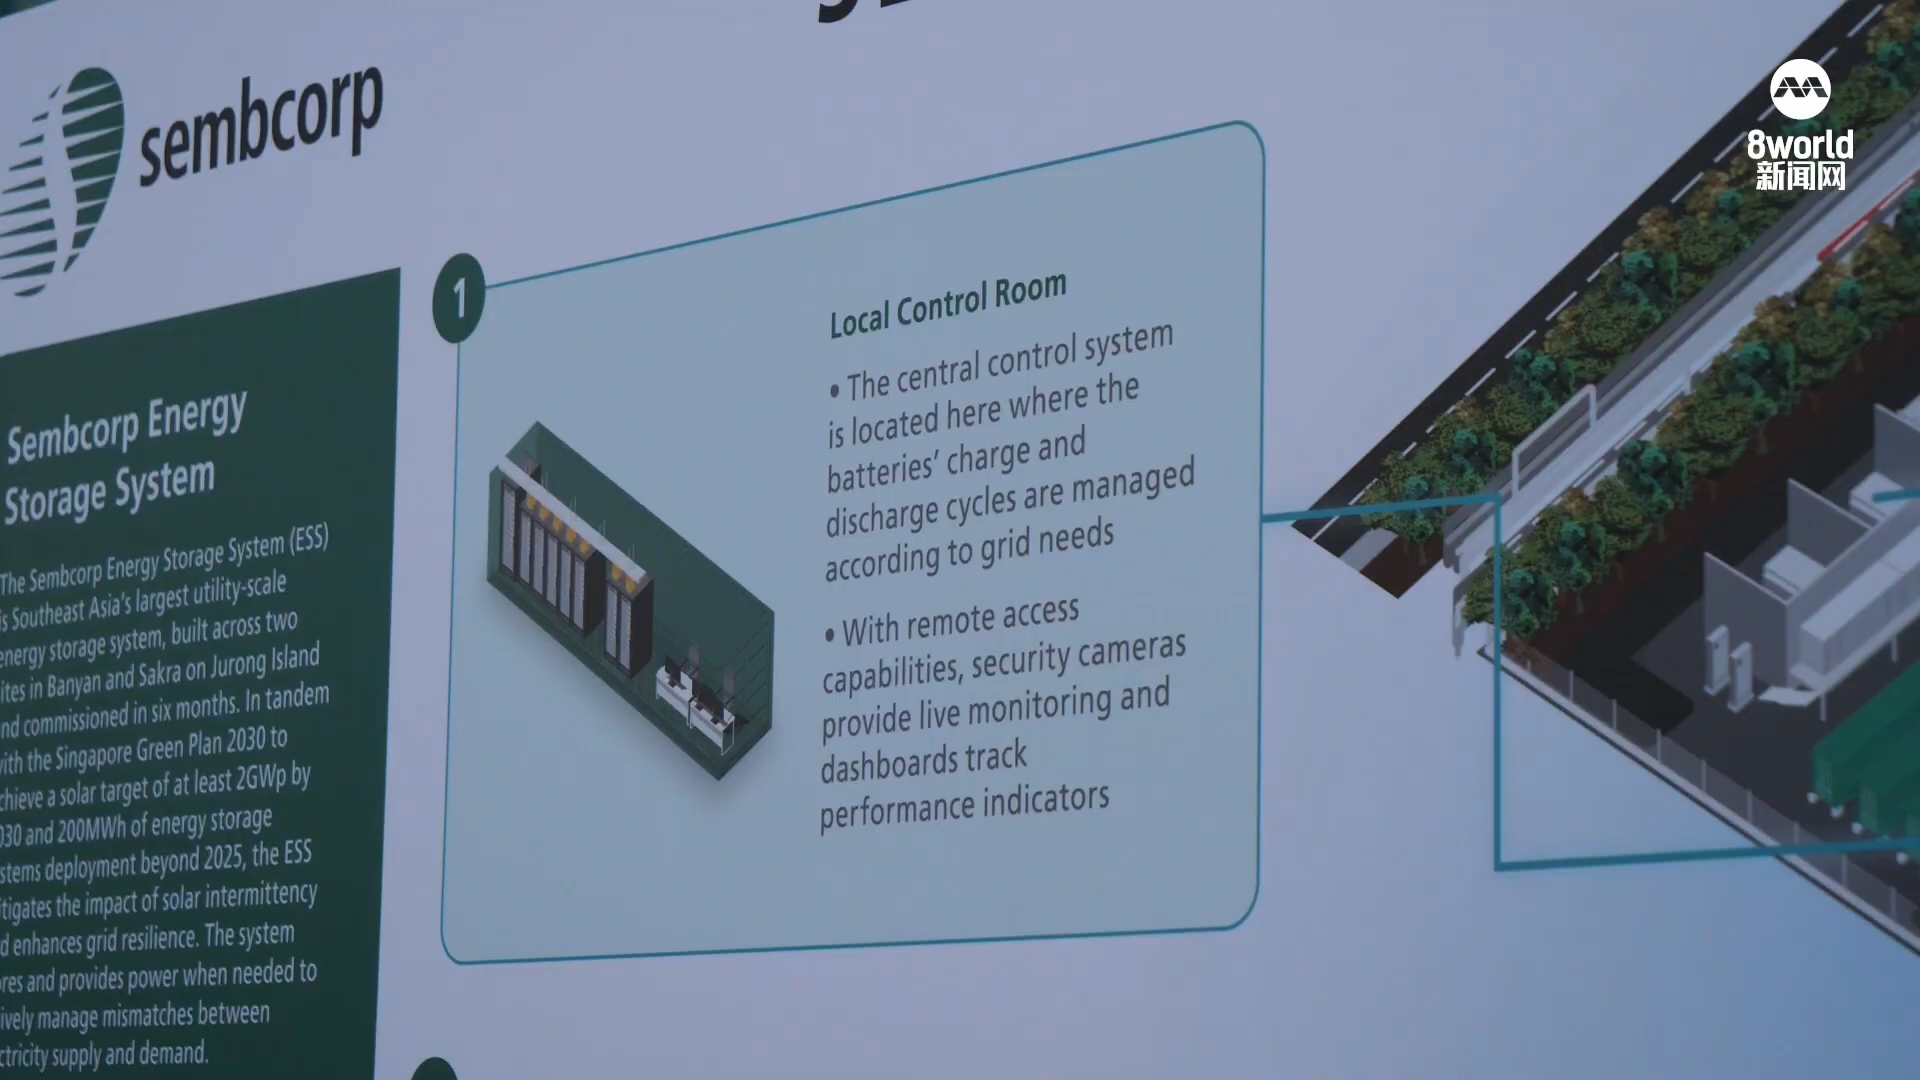 sembcorp
8world
新闻网
Sembcorp Energy
Storage System
The Sembcorp Energy Storage System (ESS)
is Southeast Asia's largest utility-scale
energy storage system, built across two
ites in Banyan and Sakra on Jurong Island
nd commissioned in six months. In tandem
with the Singapore Green Plan 2030 to
chieve a solar target of at least 2GWp by
030 and 200MWh of energy storage
stems deployment beyond 2025, the ESS
itigates the impact of solar intermittency
d enhances grid resilience. The system
ores and provides power when needed to
ively manage mismatches between
ctricity supply and demand.
1
Local Control Room
• The central control system
is located here where the
batteries' charge and
discharge cycles are managed
according to grid needs
• With remote access
capabilities, security cameras
provide live monitoring and
dashboards track
performance indicators